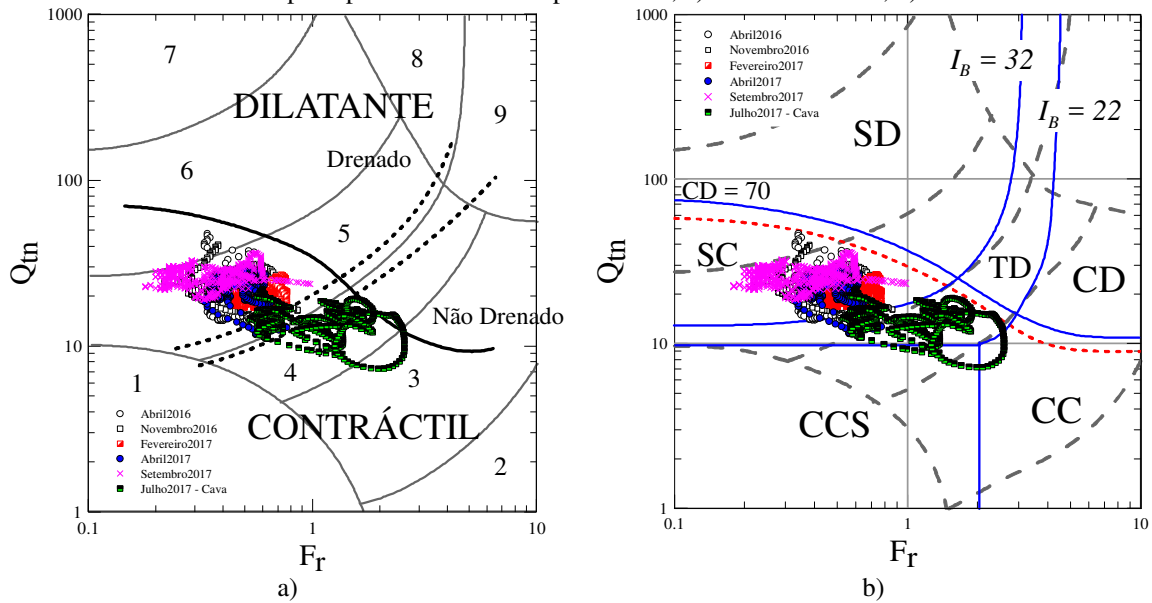 1000
7
8
DILATANTE
9
Drenado
6
100
5
Qtn
Não Drenado
10
1
4
3
CONTRÁCTIL
2
Abril2016
Novembro2016
Fevereiro2017
Abril2017
Setembro2017
Julho2017 - Cava
1
0.1
1
10
Fr
a)
1000
Abril2016
Novembro2016
Fevereiro2017
Abril2017
Setembro2017
Julho2017 - Cava
IB = 32
IB = 22
SD
100
CD = 70
SC
TD
CD
Qtn
10
CCS
CC
1
0.1
1
10
Fr
b)